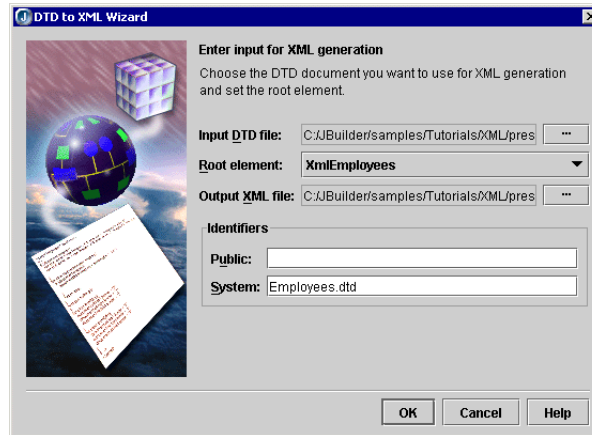 DTD to XML Wizard
Enter input for XML generation
Choose the DTD document you want to use for XML generation
and set the root element.
Input DTD file: C:/JBuilder/samples/Tutorials/XML/pres ...
Root element: XmlEmployees
Output XML file: C:/JBuilder/samples/Tutorials/XML/pres ...
Identifiers
Public:
System: Employees.dtd
OK Cancel Help